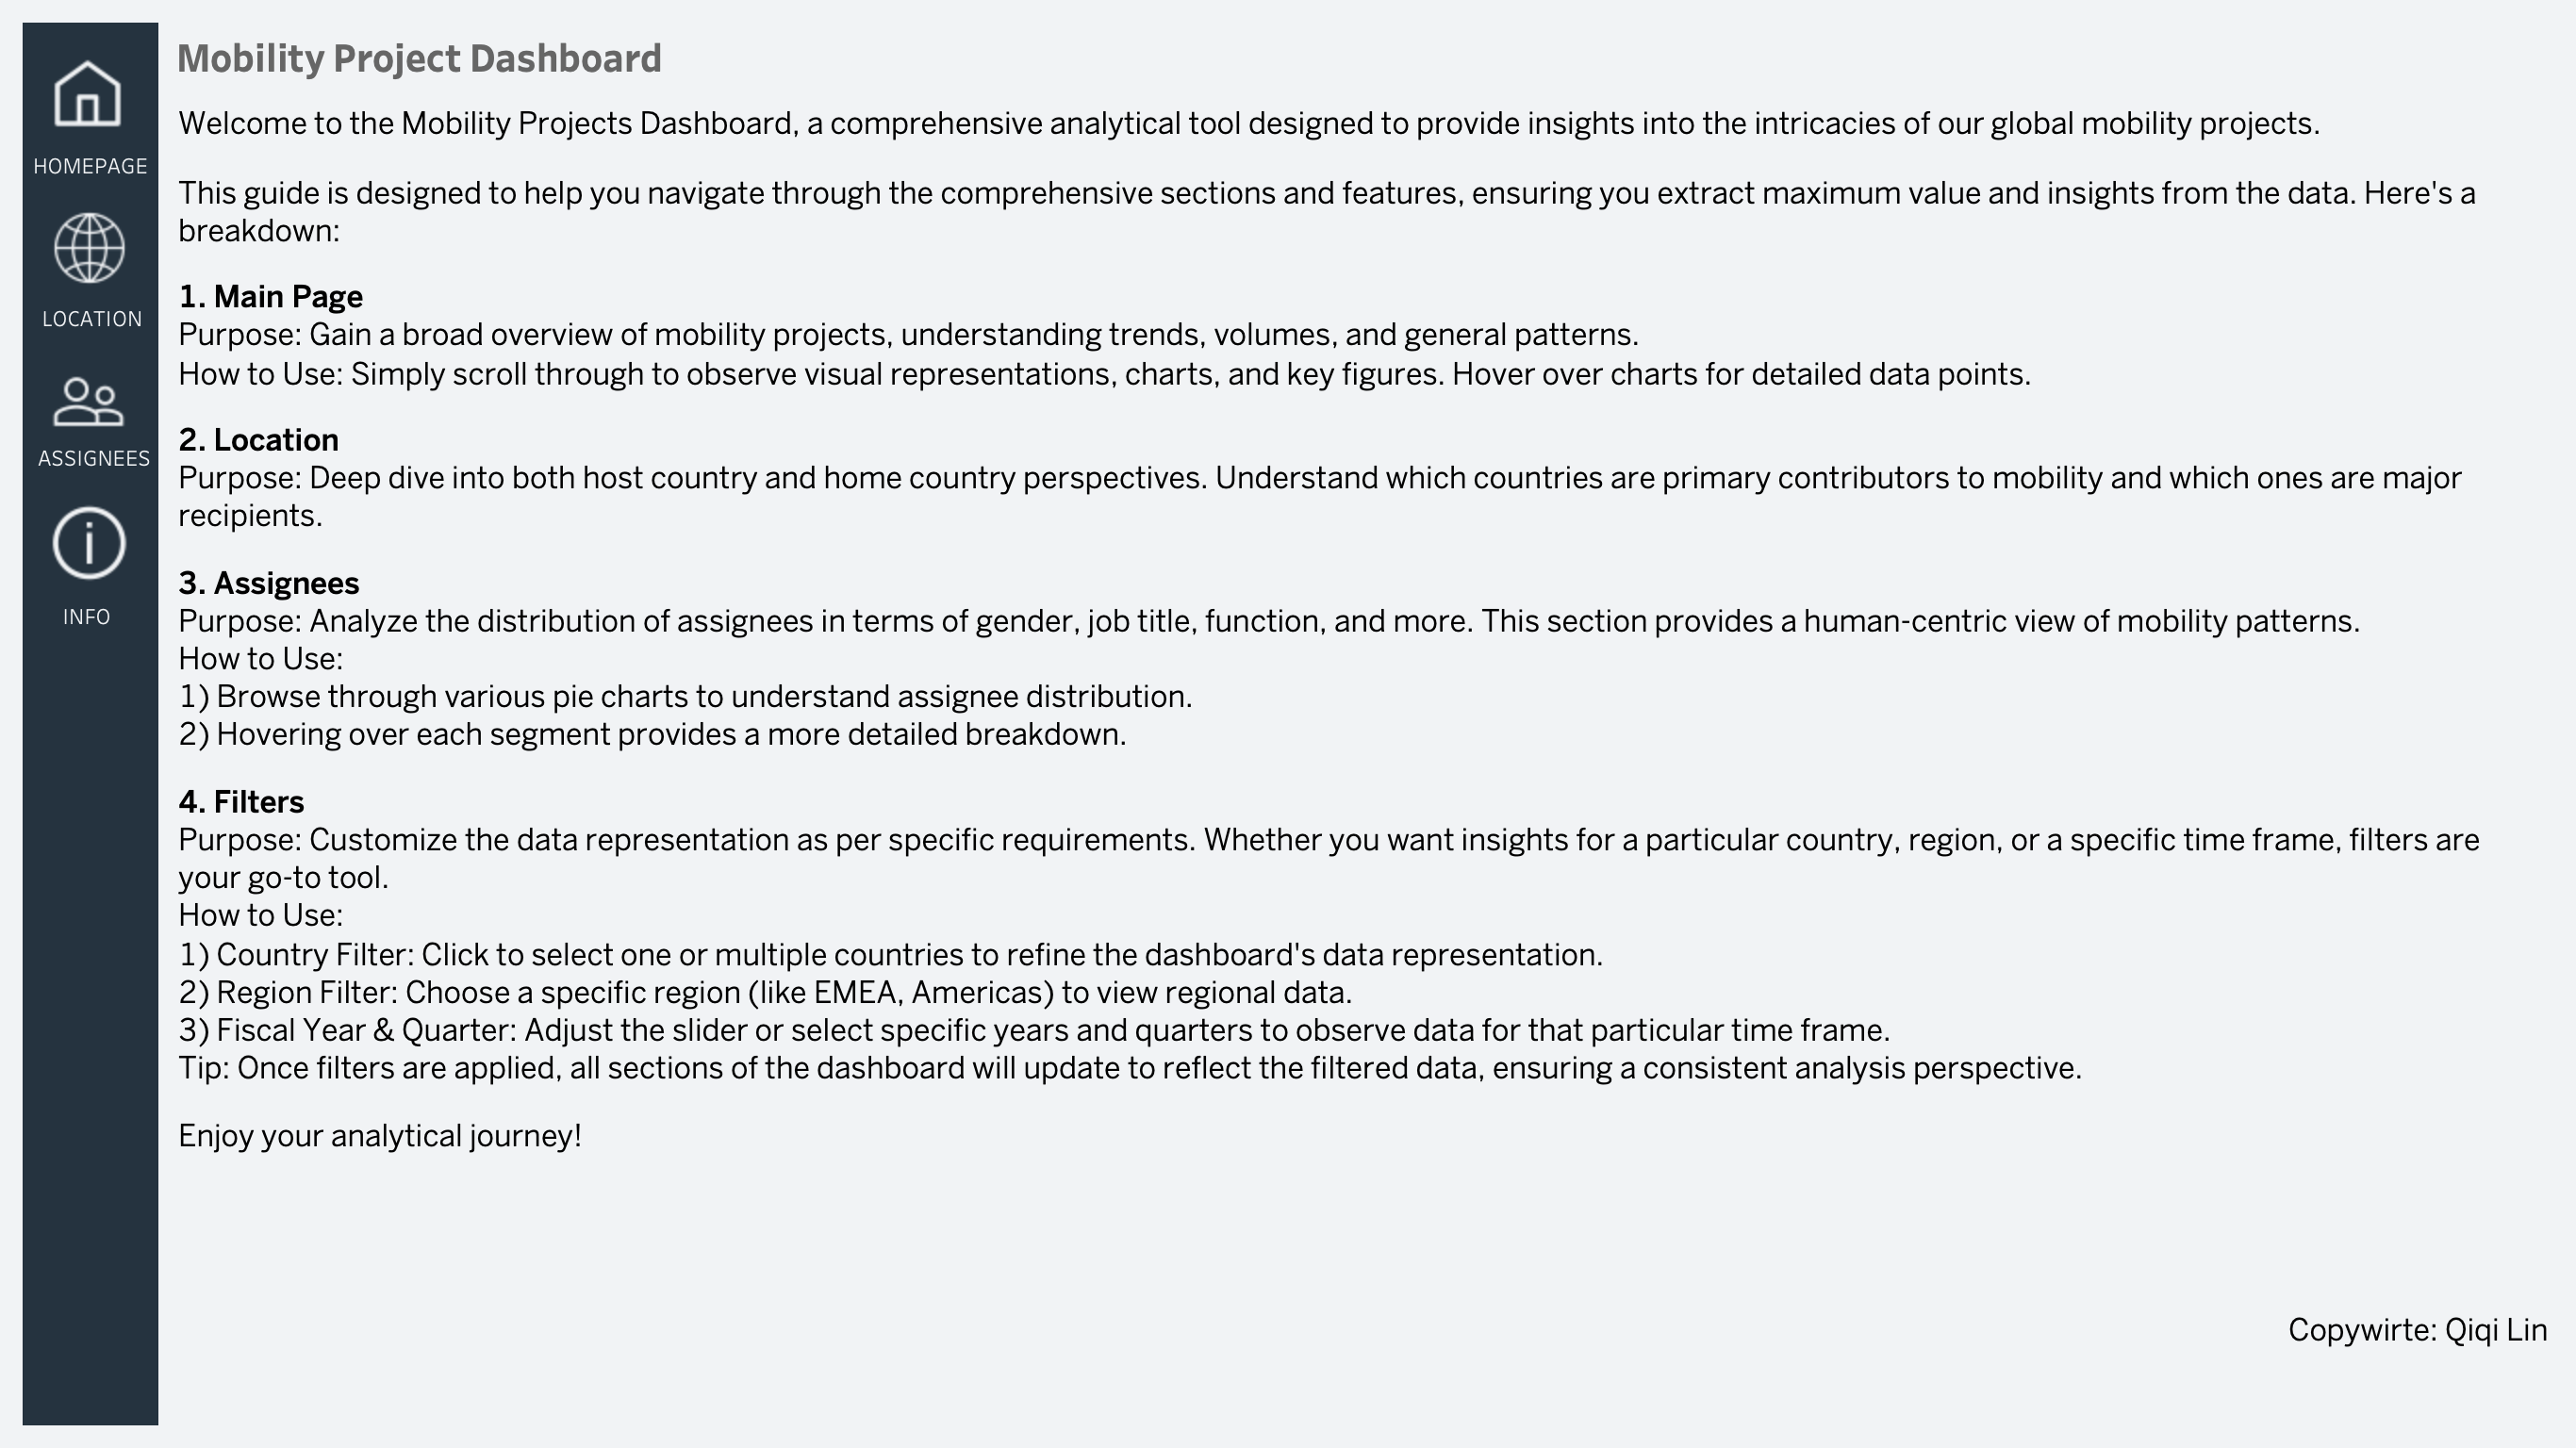 HOMEPAGE
LOCATION
ASSIGNEES
INFO
Mobility Project Dashboard
Welcome to the Mobility Projects Dashboard, a comprehensive analytical tool designed to provide insights into the intricacies of our global mobility projects.
This guide is designed to help you navigate through the comprehensive sections and features, ensuring you extract maximum value and insights from the data. Here's a
breakdown:
1. Main Page
Purpose: Gain a broad overview of mobility projects, understanding trends, volumes, and general patterns.
How to Use: Simply scroll through to observe visual representations, charts, and key figures. Hover over charts for detailed data points.
2. Location
Purpose: Deep dive into both host country and home country perspectives. Understand which countries are primary contributors to mobility and which ones are major
recipients.
3. Assignees
Purpose: Analyze the distribution of assignees in terms of gender, job title, function, and more. This section provides a human-centric view of mobility patterns.
How to Use:
1) Browse through various pie charts to understand assignee distribution.
2) Hovering over each segment provides a more detailed breakdown.
4. Filters
Purpose: Customize the data representation as per specific requirements. Whether you want insights for a particular country, region, or a specific time frame, filters are
your go-to tool.
How to Use:
1) Country Filter: Click to select one or multiple countries to refine the dashboard's data representation.
2) Region Filter: Choose a specific region (like EMEA, Americas) to view regional data.
3) Fiscal Year & Quarter: Adjust the slider or select specific years and quarters to observe data for that particular time frame.
Tip: Once filters are applied, all sections of the dashboard will update to reflect the filtered data, ensuring a consistent analysis perspective.
Enjoy your analytical journey!
Copywirte: Qiqi Lin